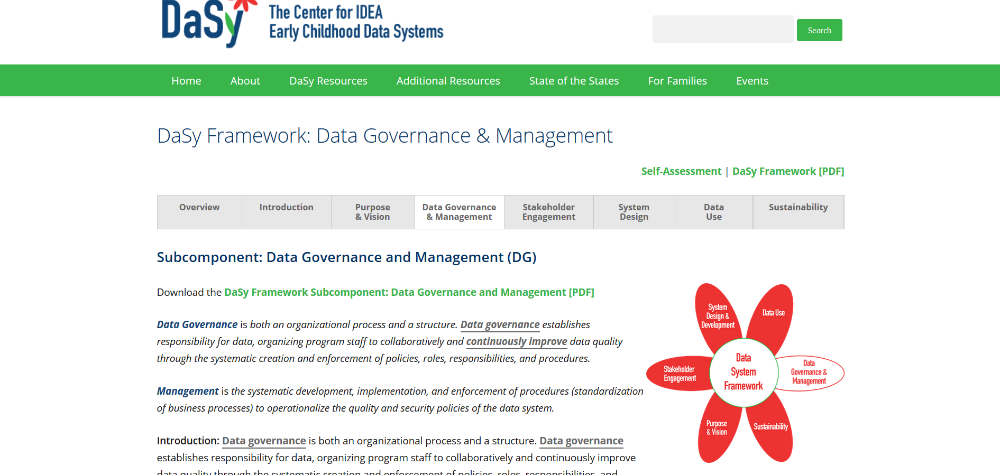 DaSy
The Center for IDEA
Early Childhood Data Systems
Search
Home About DaSy Resources Additional Resources State of the States For Families Events
DaSy Framework: Data Governance & Management
Self-Assessment | DaSy Framework [PDF]
Overview
Introduction
Purpose
& Vision
Data Governance
& Management
Stakeholder
Engagement
System
Design
Data
Use
Sustainability
Subcomponent: Data Governance and Management (DG)
Download the DaSy Framework Subcomponent: Data Governance and Management [PDF]
Data Governance is both an organizational process and a structure. Data governance establishes
responsibility for data, organizing program staff to collaboratively and continuously improve data quality
through the systematic creation and enforcement of policies, roles, responsibilities, and procedures.
Management is the systematic development, implementation, and enforcement of procedures (standardization
of business processes) to operationalize the quality and security policies of the data system.
Introduction: Data governance is both an organizational process and a structure. Data governance
establishes responsibility for data, organizing program staff to collaboratively and continuously improve
data quality through the systematic creation and enforcement of policies, roles, responsibilities, and
System
Design &
Development
Data Use
Stakeholder
Engagement
Data
System
Framework
Data
Governance &
Management
Purpose
& Vision
Sustainability